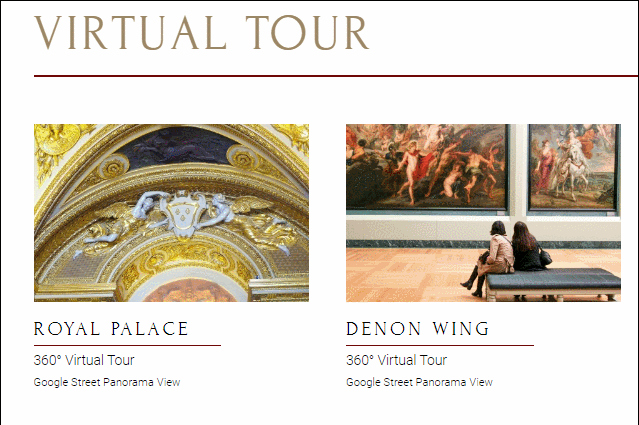 VIRTUAL TOUR
ROYAL PALACE
360° Virtual Tour
Google Street Panorama View
DENON WING
360° Virtual Tour
Google Street Panorama View